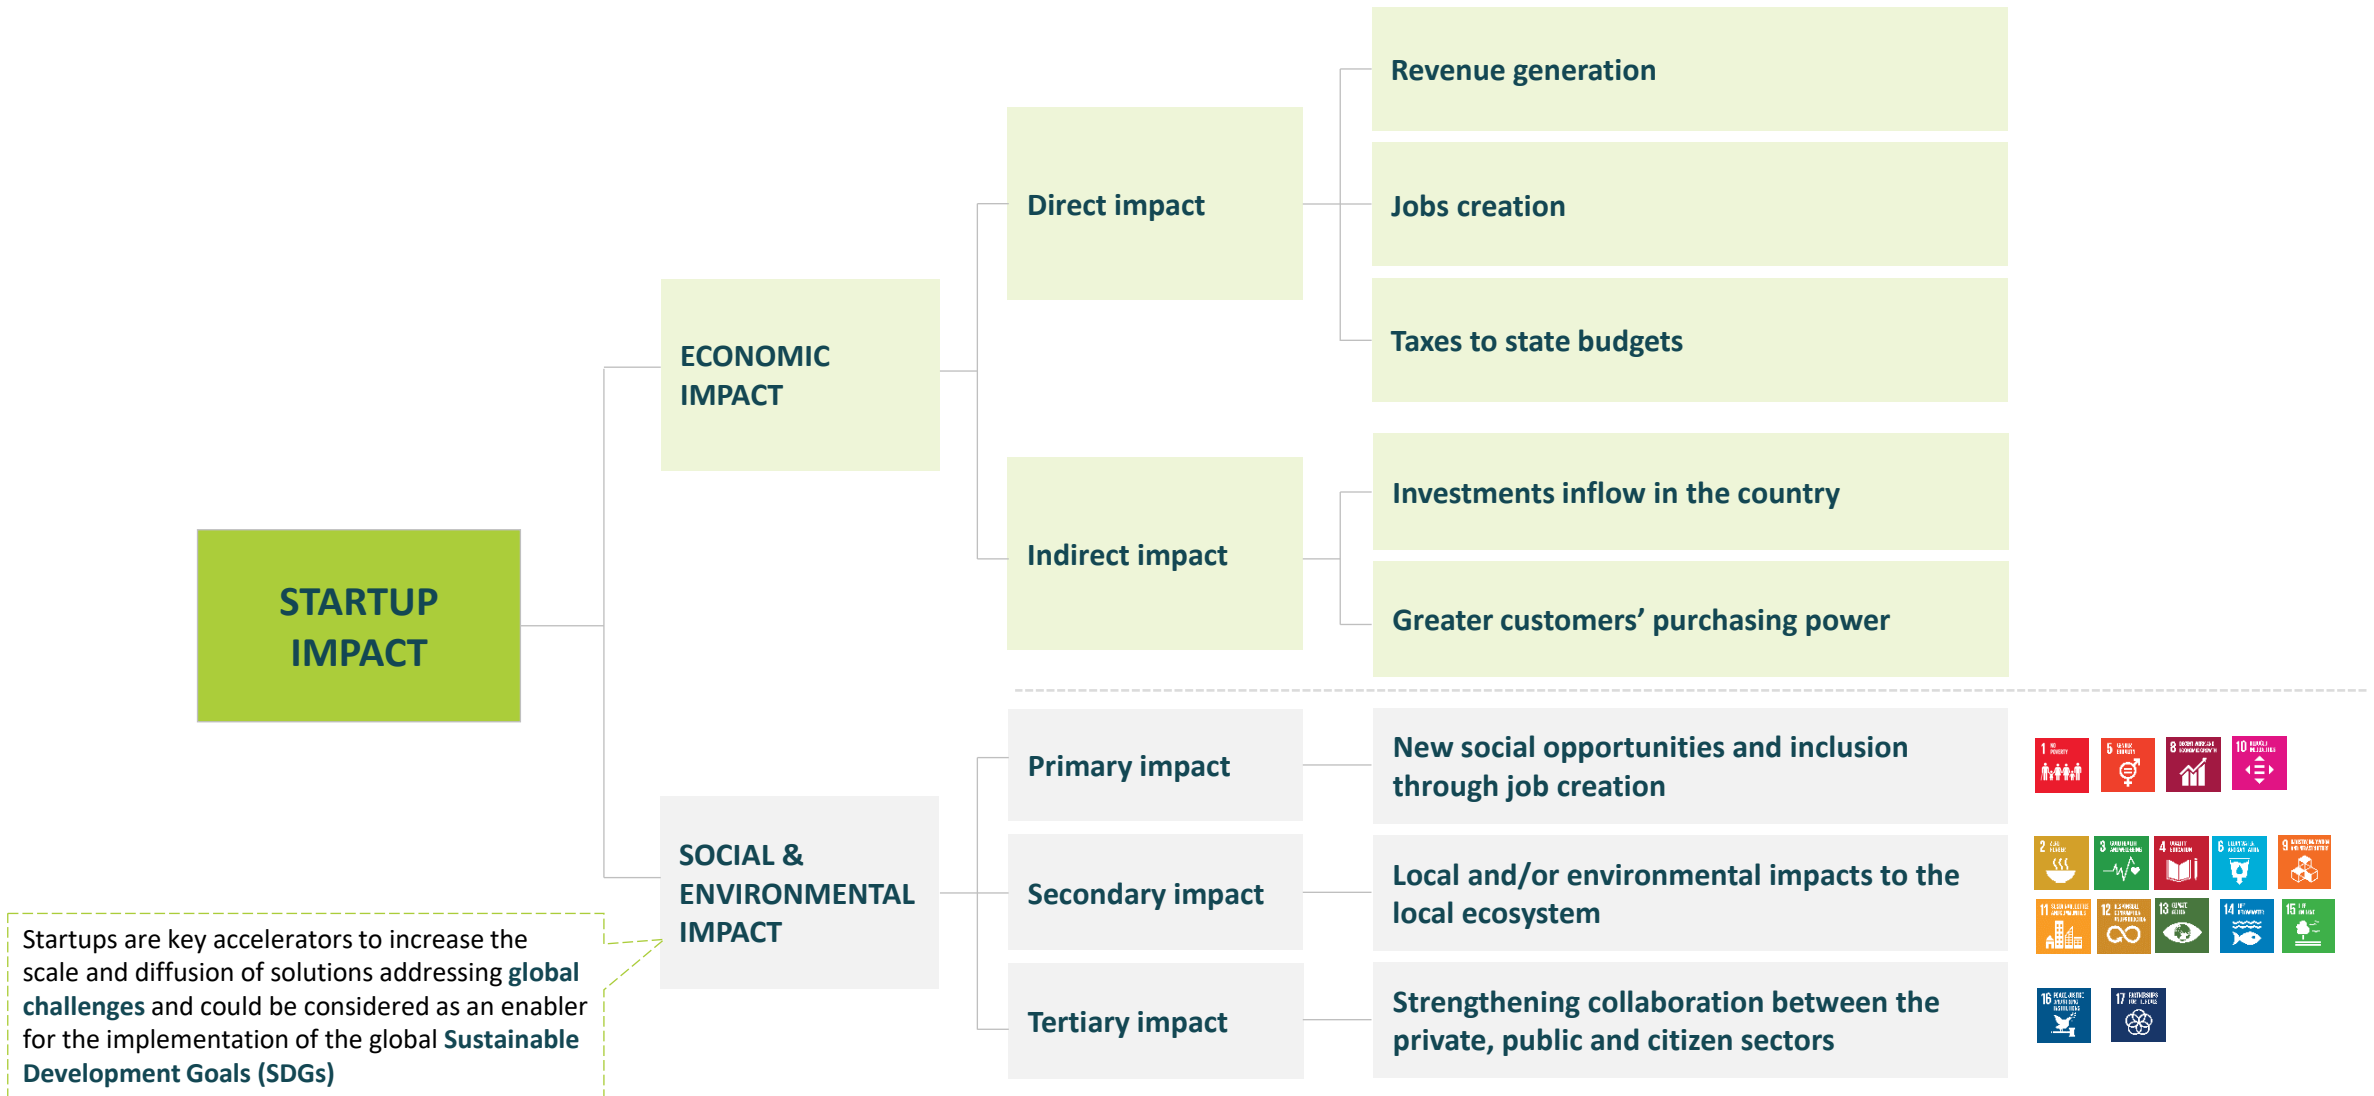 Revenue generation
Jobs creation
Taxes to state budgets
Direct impact
ECONOMIC
IMPACT
Investments inflow in the country
Indirect impact
Greater customers’ purchasing power
STARTUP
IMPACT
Primary impact
New social opportunities and inclusion
through job creation
1
5
8
10
SOCIAL &
ENVIRONMENTAL
IMPACT
Secondary impact
Local and/or environmental impacts to the
local ecosystem
2
3
4
6
9
11
12
13
14
15
Tertiary impact
Strengthening collaboration between the
private, public and citizen sectors
16
17
Startups are key accelerators to increase the
scale and diffusion of solutions addressing global
challenges and could be considered as an enabler
for the implementation of the global Sustainable
Development Goals (SDGs)